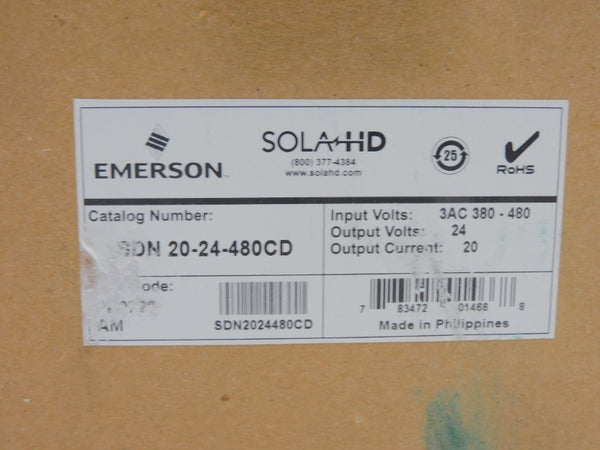 EMERSON
SOLAHD
(800) 377-4384
www.solahd.com
25
RoHS
Catalog Number:
SDN 20-24-480CD
Input Volts: 3AC 380 - 480
Output Volts: 24
Output Current: 20
ode:
AM
SDN2024480CD
7 83472 01468 8
Made in Philippines